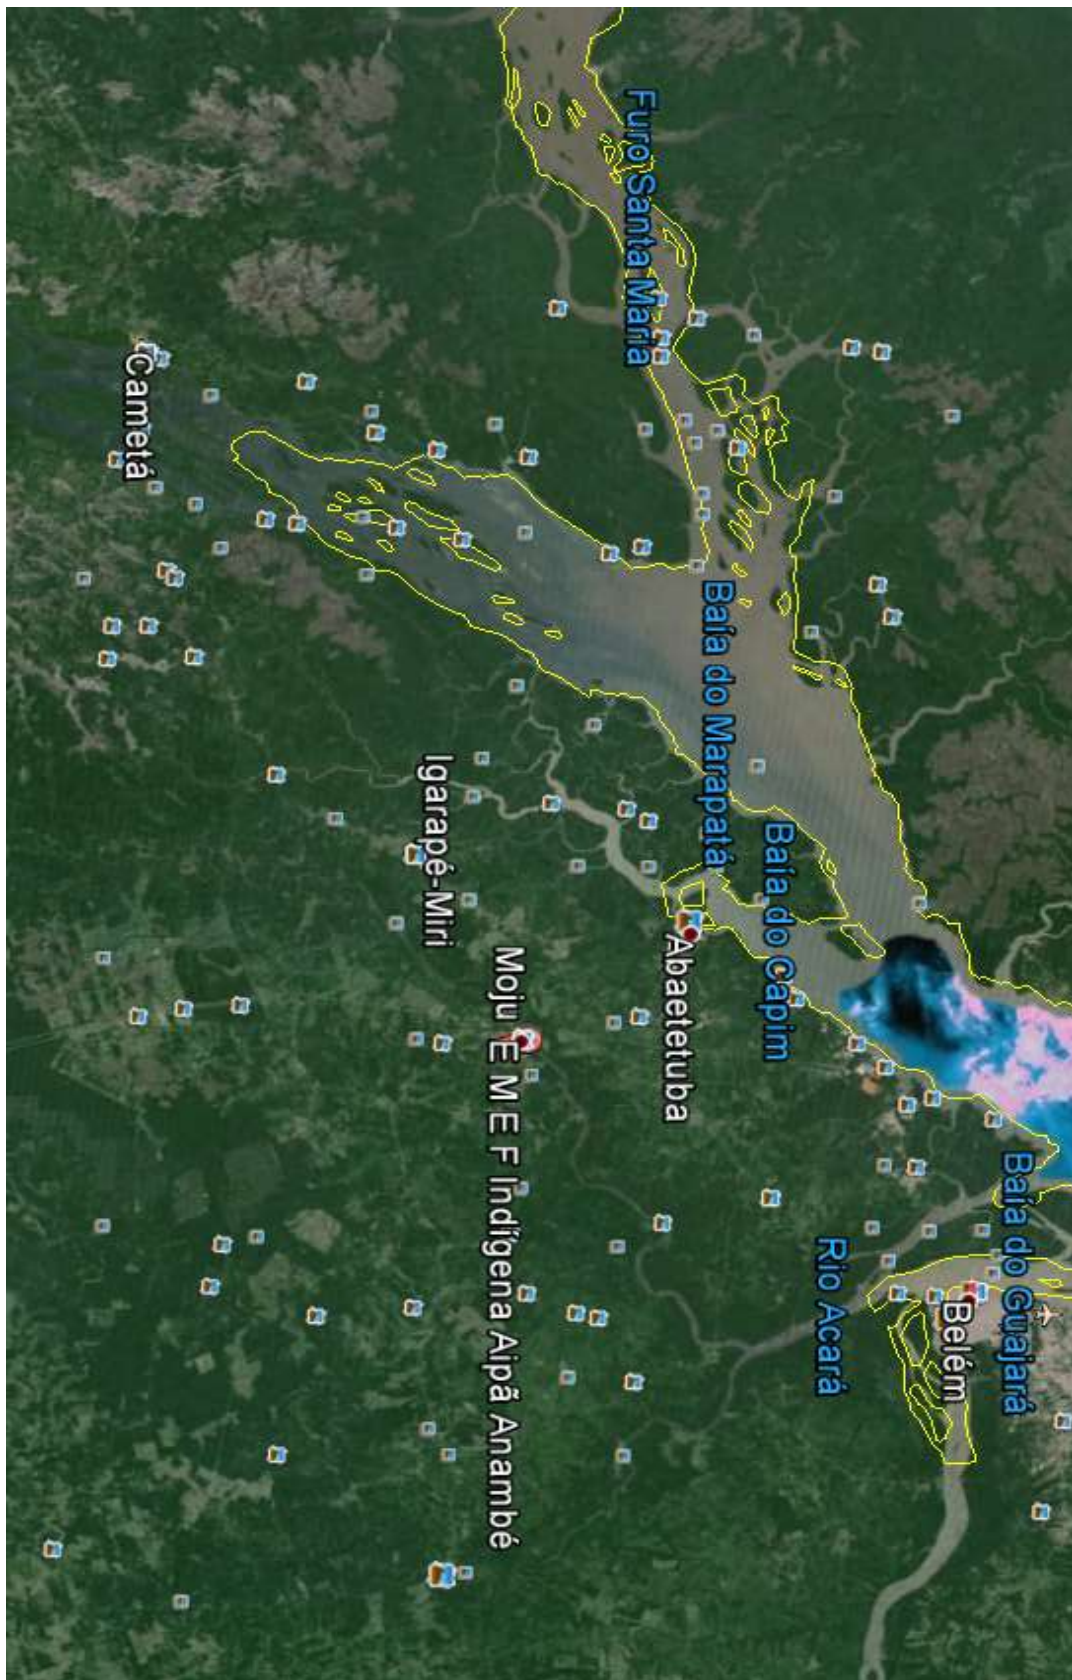 Furo Santa Maria
Cametá
Baía do Marapatá
Igarapé-Miri
Baía do Capim
Abaetetuba
Moju
E M E F Indígena Aipã Anambé
Baía do Guajará
Rio Acará
Belém